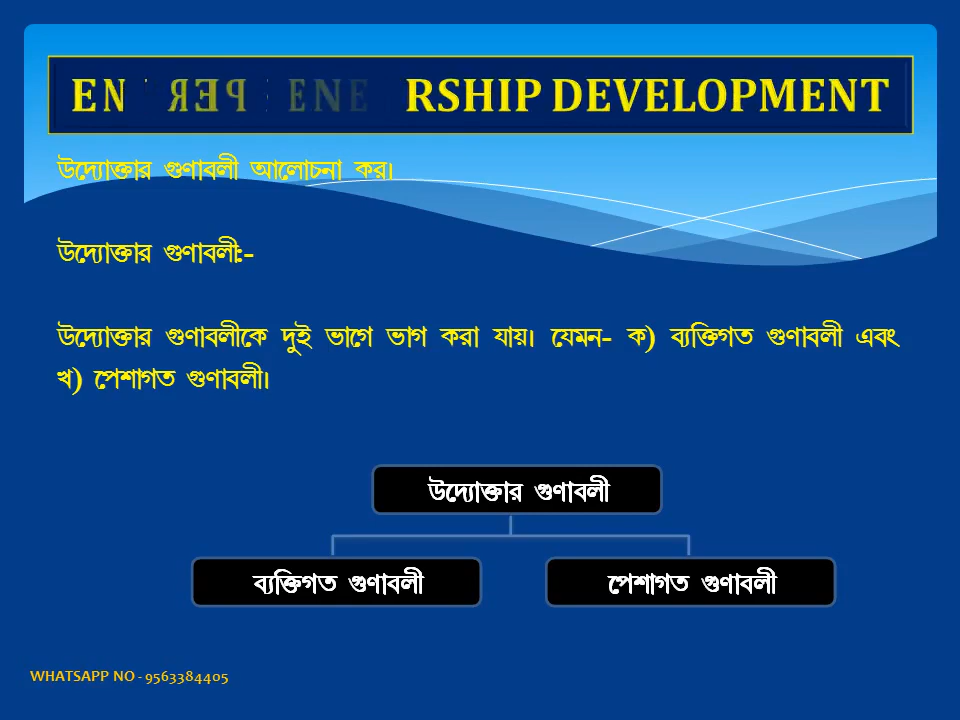 EN REP ENE RSHIP DEVELOPMENT
উদ্যোক্তার গুণাবলী আলোচনা কর।
উদ্যোক্তার গুণাবলী:-
উদ্যোক্তার গুণাবলীকে দুই ভাগে ভাগ করা যায়। যেমন- ক) ব্যক্তিগত গুণাবলী এবং
খ) পেশাগত গুণাবলী।
উদ্যোক্তার গুণাবলী
ব্যক্তিগত গুণাবলী
পেশাগত গুণাবলী
WHATSAPP NO - 9563384405